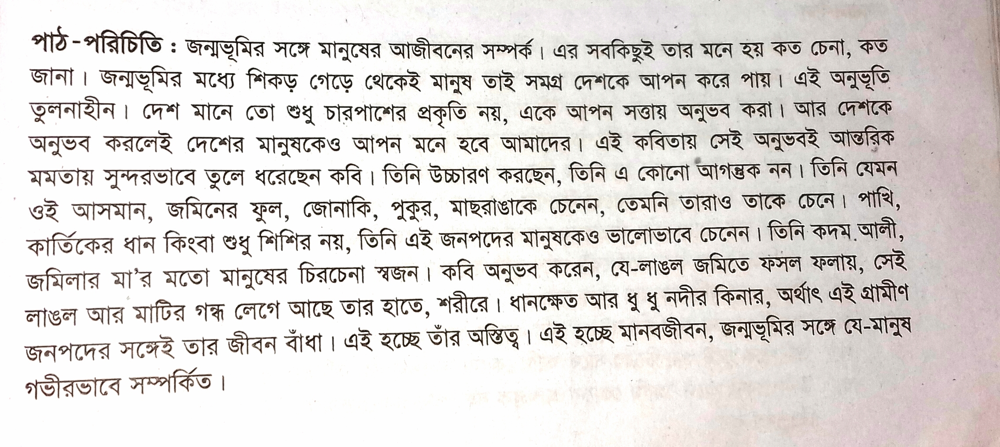 পাঠ-পরিচিতি : জন্মভূমির সঙ্গে মানুষের আজীবনের সম্পর্ক। এর সবকিছুই তার মনে হয় কত চেনা, কত
জানা। জন্মভূমির মধ্যে শিকড় গেড়ে থেকেই মানুষ তাই সমগ্র দেশকে আপন করে পায়। এই অনুভূতি
তুলনাহীন। দেশ মানে তো শুধু চারপাশের প্রকৃতি নয়, একে আপন সত্তায় অনুভব করা। আর দেশকে
অনুভব করলেই দেশের মানুষকেও আপন মনে হবে আমাদের। এই কবিতায় সেই অনুভবই আন্তরিক
মমতায় সুন্দরভাবে তুলে ধরেছেন কবি। তিনি উচ্চারণ করছেন, তিনি এ কোনো আগন্তুক নন। তিনি যেমন
ওই আসমান, জমিনের ফুল, জোনাকি, পুকুর, মাছরাঙাকে চেনেন, তেমনি তারাও তাকে চেনে। পাখি,
কার্তিকের ধান কিংবা শুধু শিশির নয়, তিনি এই জনপদের মানুষকেও ভালোভাবে চেনেন। তিনি কদম আলী,
জমিলার মা'র মতো মানুষের চিরচেনা স্বজন। কবি অনুভব করেন, যে-লাঙল জমিতে ফসল ফলায়, সেই
লাঙল আর মাটির গন্ধ লেগে আছে তার হাতে, শরীরে। ধানক্ষেত আর ধু ধু নদীর কিনার, অর্থাৎ এই গ্রামীণ
জনপদের সঙ্গেই তার জীবন বাঁধা। এই হচ্ছে তাঁর অস্তিত্ব। এই হচ্ছে মানবজীবন, জন্মভূমির সঙ্গে যে-মানুষ
গভীরভাবে সম্পর্কিত।